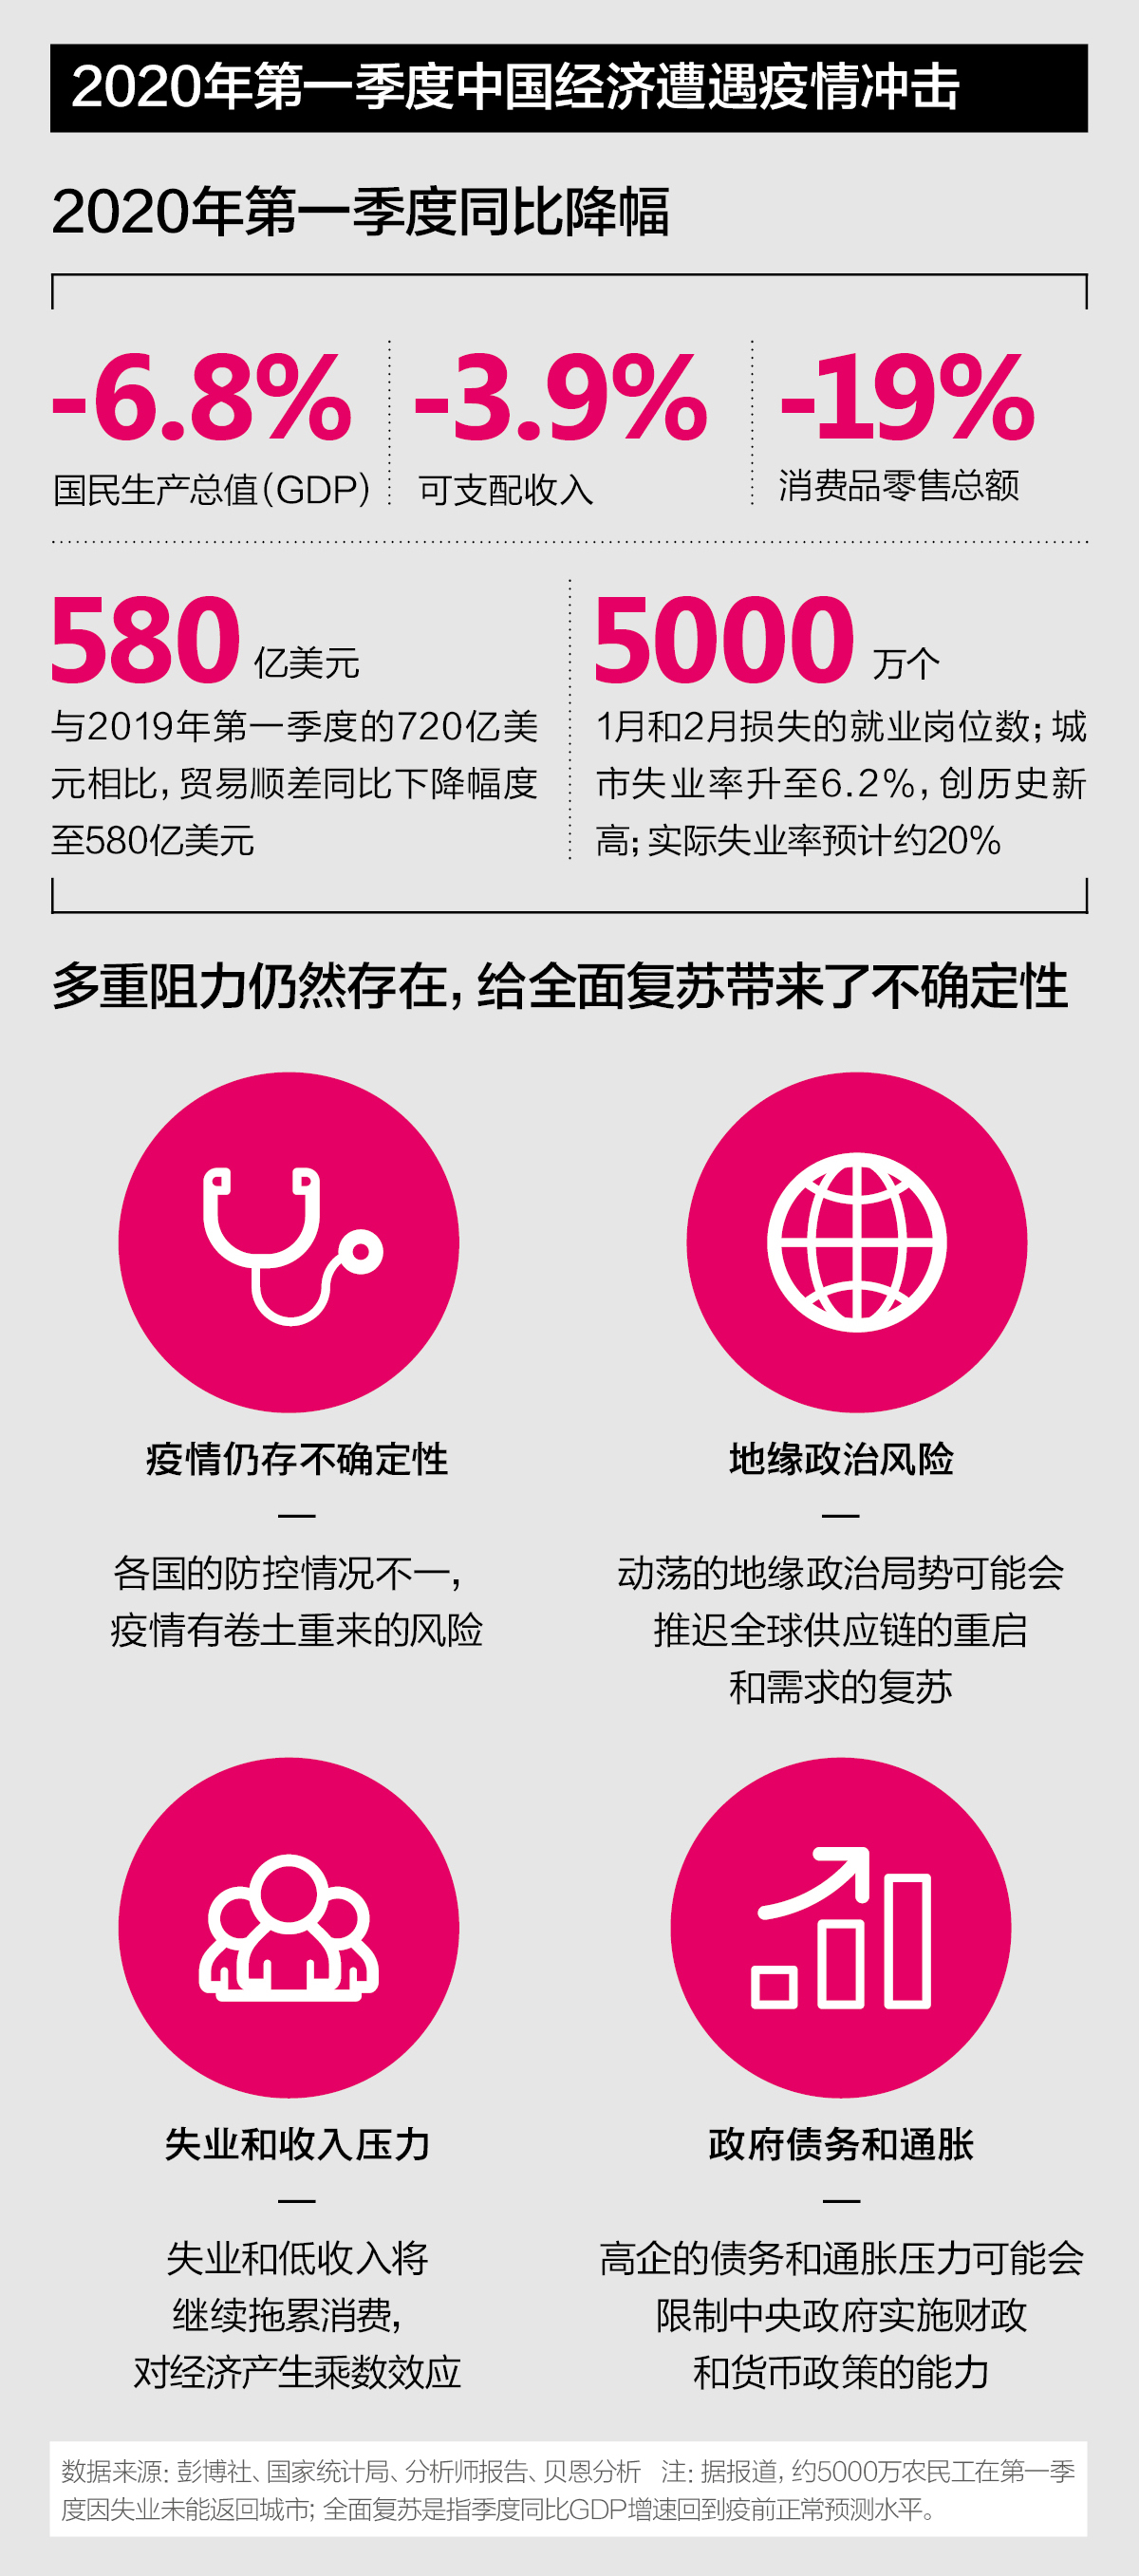 2020年第一季度中国经济遭遇疫情冲击
2020年第一季度同比降幅
-6.8%
国民生产总值（GDP）
-3.9%
可支配收入
-19%
消费品零售总额
580 亿美元
与2019年第一季度的720亿美
元相比，贸易顺差同比下降幅度
至580亿美元
5000 万个
1月和2月损失的就业岗位数；城
市失业率升至6.2%，创历史新
高；实际失业率预计约20%
多重阻力仍然存在，给全面复苏带来了不确定性
疫情仍存不确定性
—
各国的防控情况不一，
疫情有卷土重来的风险
地缘政治风险
—
动荡的地缘政治局势可能会
推迟全球供应链的重启
和需求的复苏
失业和收入压力
—
失业和低收入将
继续拖累消费，
对经济产生乘数效应
政府债务和通胀
—
高企的债务和通胀压力可能会
限制中央政府实施财政
和货币政策的能力
数据来源：彭博社、国家统计局、分析师报告、贝恩分析 注：据报道，约5000万农民工在第一季
度因失业未能返回城市；全面复苏是指季度同比GDP增速回到疫前正常预测水平。